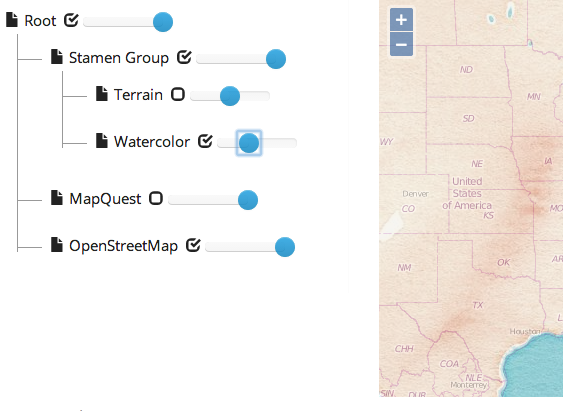 Root
Stamen Group
Terrain
Watercolor
MapQuest
OpenStreetMap
+
−
ND
MN
SD
WY
IA
NE
United
States
of America
Denver
CO
KS
MO
NM
OK
AR
TX
Houston
CHH
COA
NLE
Monterrey
SIN
DUR